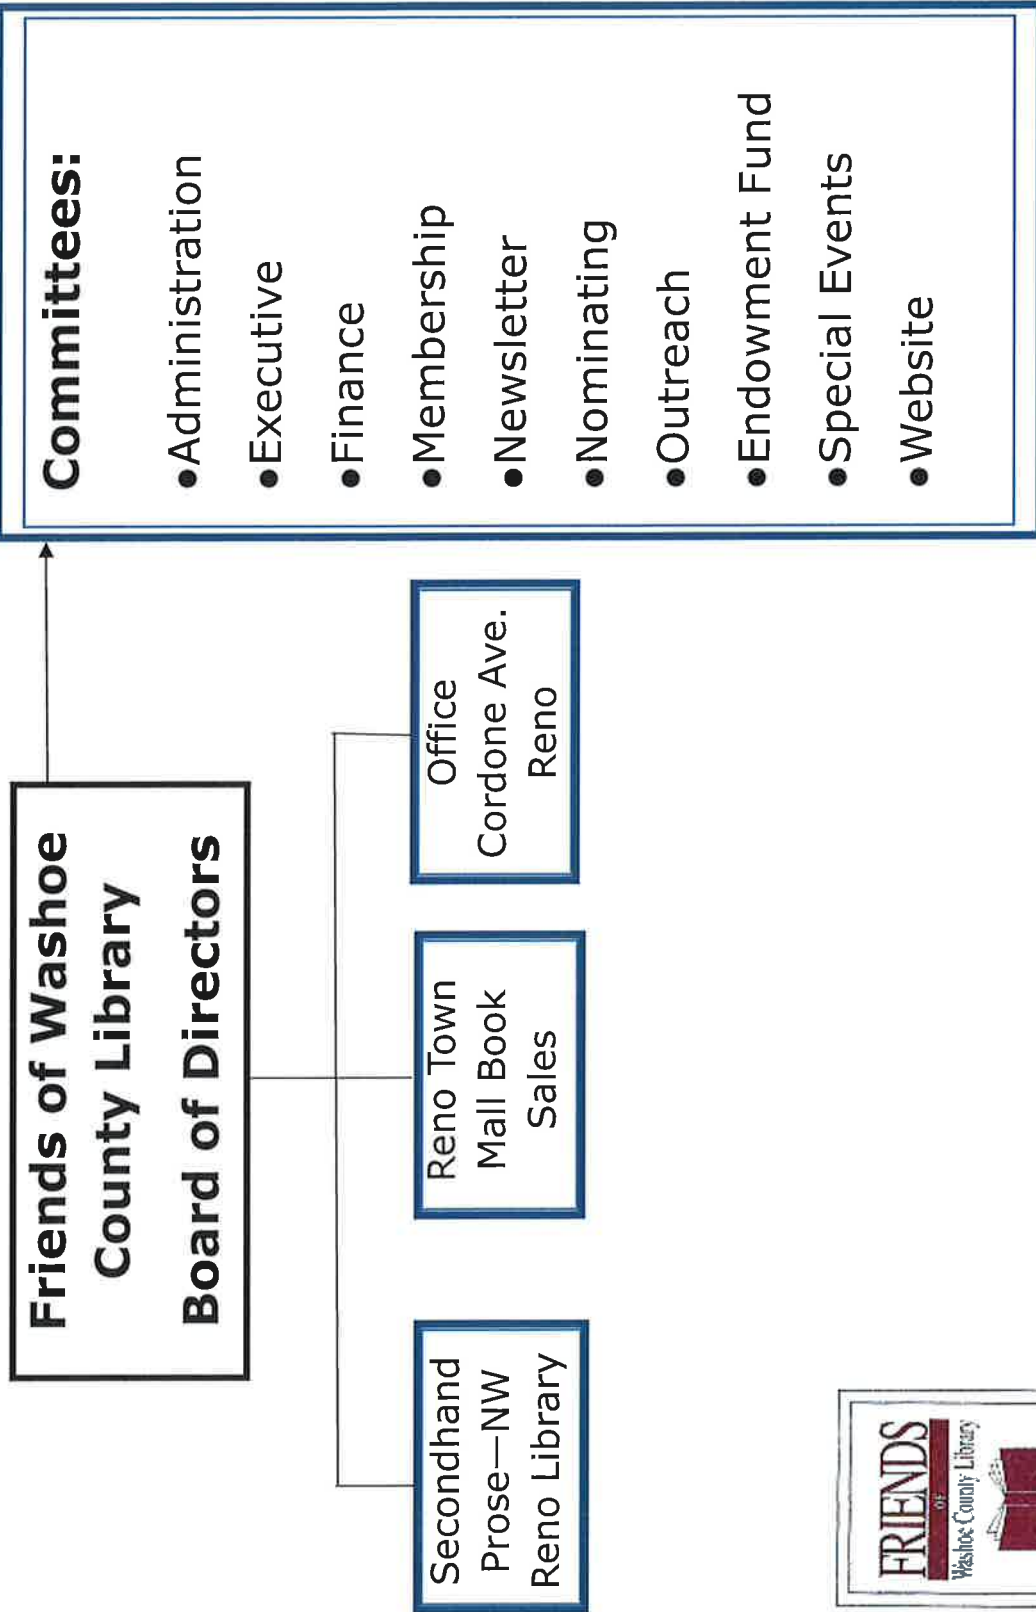 Friends of Washoe
County Library
Board of Directors
Committees:
•Administration
•Executive
•Finance
•Membership
•Newsletter
•Nominating
•Outreach
•Endowment Fund
•Special Events
•Website
Secondhand
Prose—NW
Reno Library
Reno Town
Mall Book
Sales
Office
Cordone Ave.
Reno
FRIENDS
OF
Washoe County Library